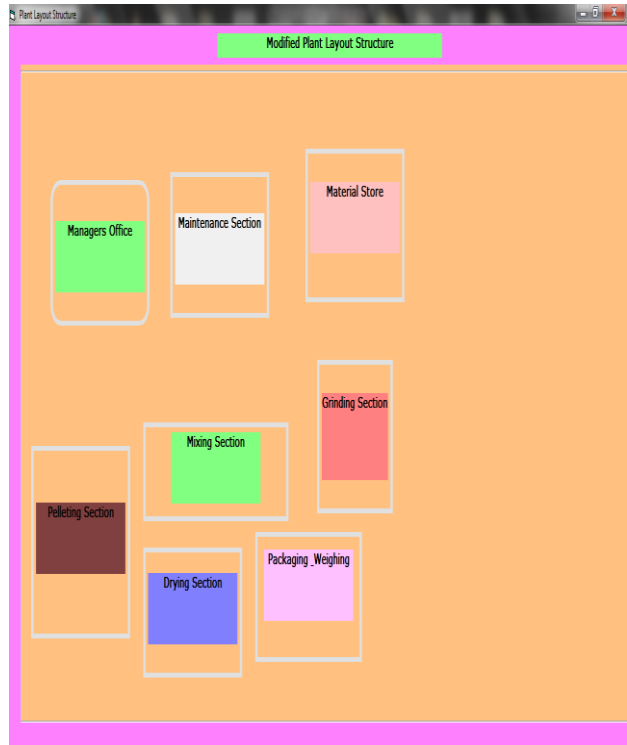 Plant Layout Structure
Modified Plant Layout Structure
Managers Office
Maintenance Section
Material Store
Grinding Section
Mixing Section
Pelleting Section
Drying Section
Packaging _Weighing